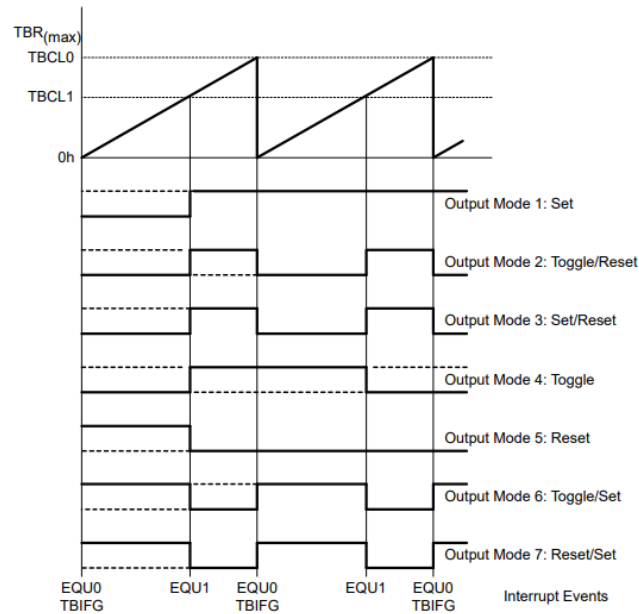 TBR(max)
TBCL0
TBCL1
0h
Output Mode 1: Set
Output Mode 2: Toggle/Reset
Output Mode 3: Set/Reset
Output Mode 4: Toggle
Output Mode 5: Reset
Output Mode 6: Toggle/Set
Output Mode 7: Reset/Set
EQU0 EQU1 EQU0 EQU1 EQU0 Interrupt Events
TBIFG TBIFG TBIFG